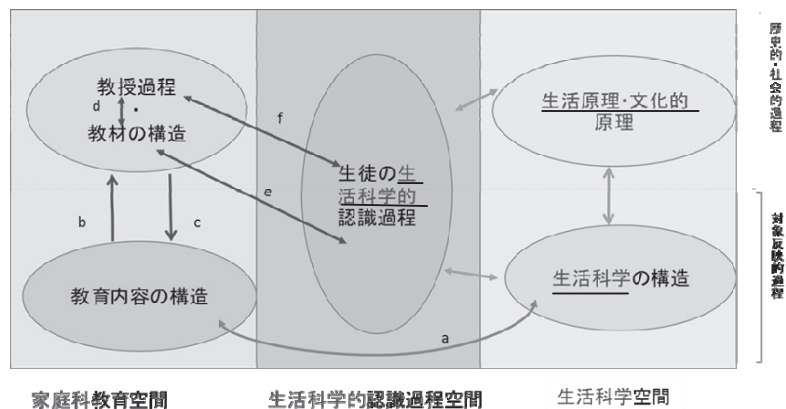 教授過程
d
・
教材の構造
f
e
b
c
教育内容の構造
生徒の生
活科学的
認識過程
a
生活原理・文化的
原理
生活科学の構造
歴史的・社会的過程
対象反映的過程
家庭科教育空間
生活科学的認識過程空間
生活科学空間